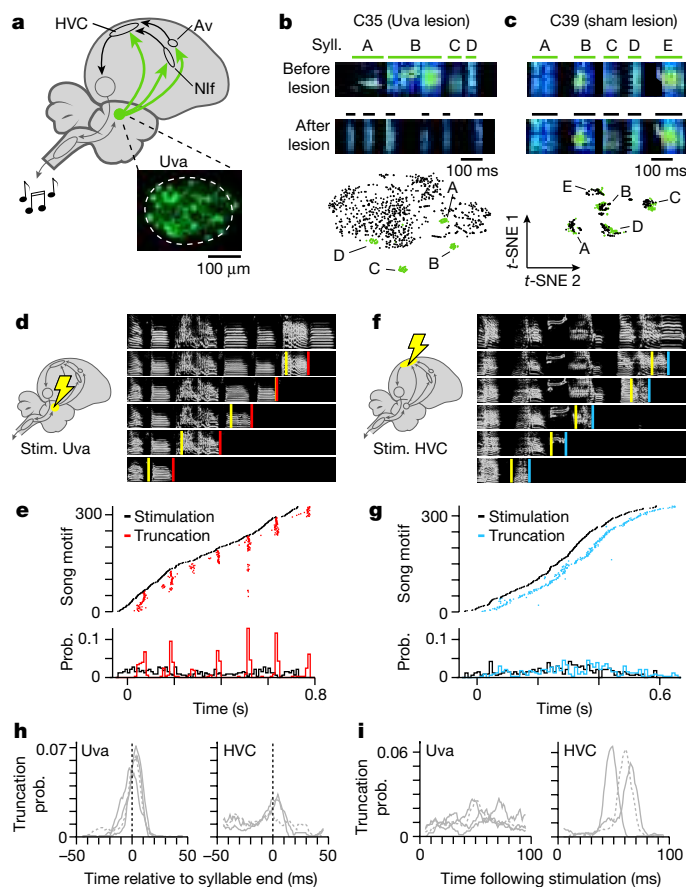 a
HVC
Av
NIf
Uva
100 μm
b
C35 (Uva lesion)
Syll.
A
B
C
D
Before
lesion
After
lesion
100 ms
A
D
C
B
c
C39 (sham lesion)
A
B
C
D
E
100 ms
E
B
C
D
A
t-SNE 1
t-SNE 2
d
Stim. Uva
f
Stim. HVC
e
300
Stimulation
Truncation
Song motif
0
0.1
Prob.
0
0
0.8
Time (s)
g
300
Stimulation
Truncation
Song motif
0
0.1
Prob.
0
0
0.6
Time (s)
h
0.07
Uva
HVC
Truncation
prob.
0
–50
0
50
–50
0
50
Time relative to syllable end (ms)
i
0.06
Uva
HVC
Truncation
prob.
0
0
100
0
100
Time following stimulation (ms)